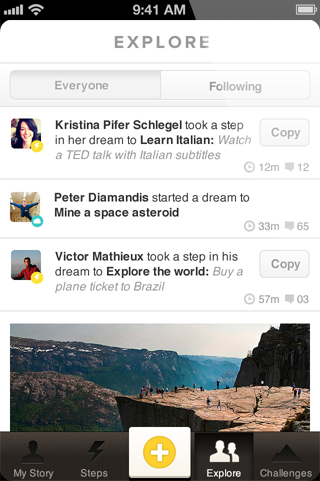 9:41 AM
EXPLORE
Everyone
Following
Kristina Pifer Schlegel took a step
in her dream to Learn Italian: Watch
a TED talk with Italian subtitles
Copy
12m 12
Peter Diamandis started a dream to
Mine a space asteroid
33m 65
Victor Mathieux took a step in his
dream to Explore the world: Buy a
plane ticket to Brazil
Copy
57m 03
My Story
Steps
Explore
Challenges